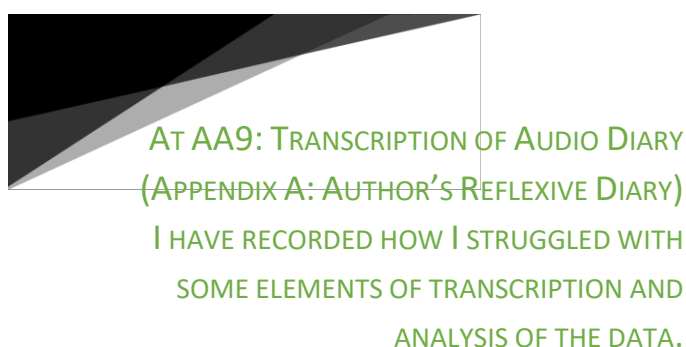 AT AA9: TRANSCRIPTION OF AUDIO DIARY
(APPENDIX A: AUTHOR'S REFLEXIVE DIARY)
I HAVE RECORDED HOW I STRUGGLED WITH
SOME ELEMENTS OF TRANSCRIPTION AND
ANALYSIS OF THE DATA.